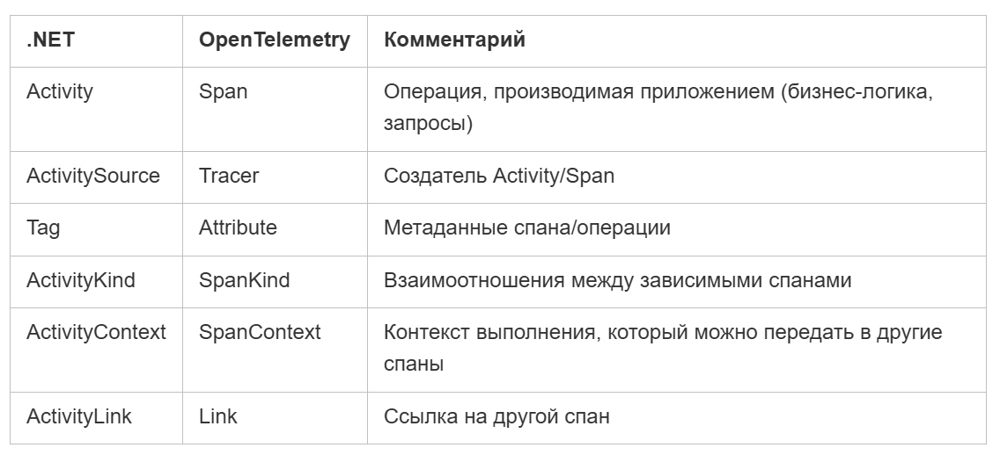 .NET OpenTelemetry Комментарий
Activity Span Операция, производимая приложением (бизнес-логика,
запросы)
ActivitySource Tracer Создатель Activity/Span
Tag Attribute Метаданные спана/операции
ActivityKind SpanKind Взаимоотношения между зависимыми спанами
ActivityContext SpanContext Контекст выполнения, который можно передать в другие
спаны
ActivityLink Link Ссылка на другой спан